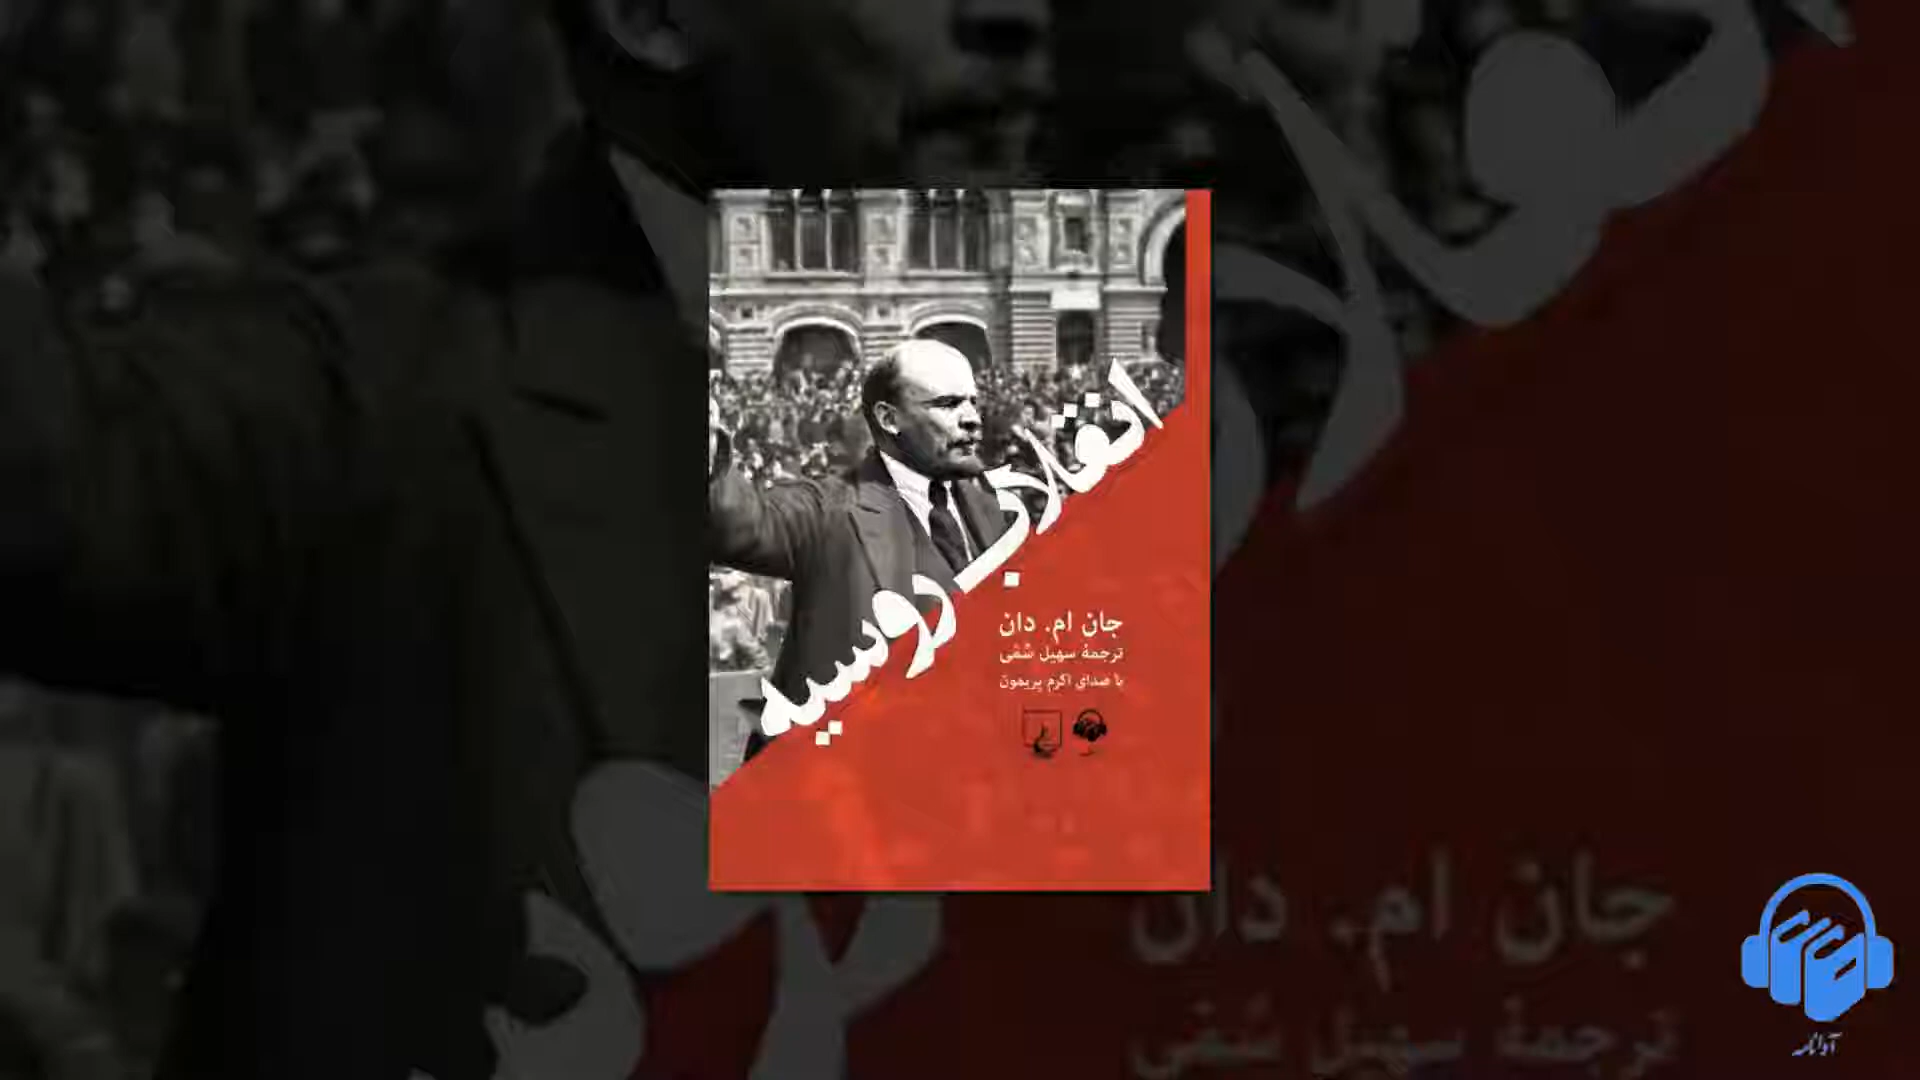 انقلاب روسیه
جان ام. دان
ترجمهٔ سهیل سُمّی
با صدای اکرم پریمون
جان ام. دان
ترجمهٔ سهیل سُمّی
آوانامه